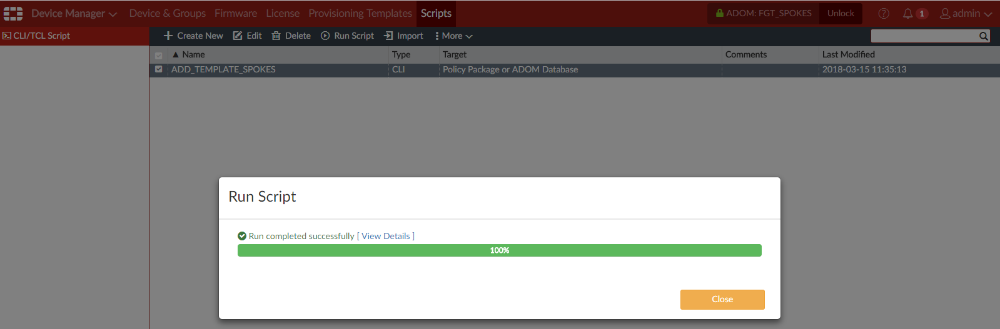 Device Manager Device & Groups Firmware License Provisioning Templates Scripts ADOM: FGT_SPOKES Unlock 1 admin
CLI/TCL Script
Create New Edit Delete Run Script Import More
Name Type Target Comments Last Modified
ADD_TEMPLATE_SPOKES CLI Policy Package or ADOM Database 2018-03-15 11:35:13
Run Script
Run completed successfully [ View Details ]
100%
Close